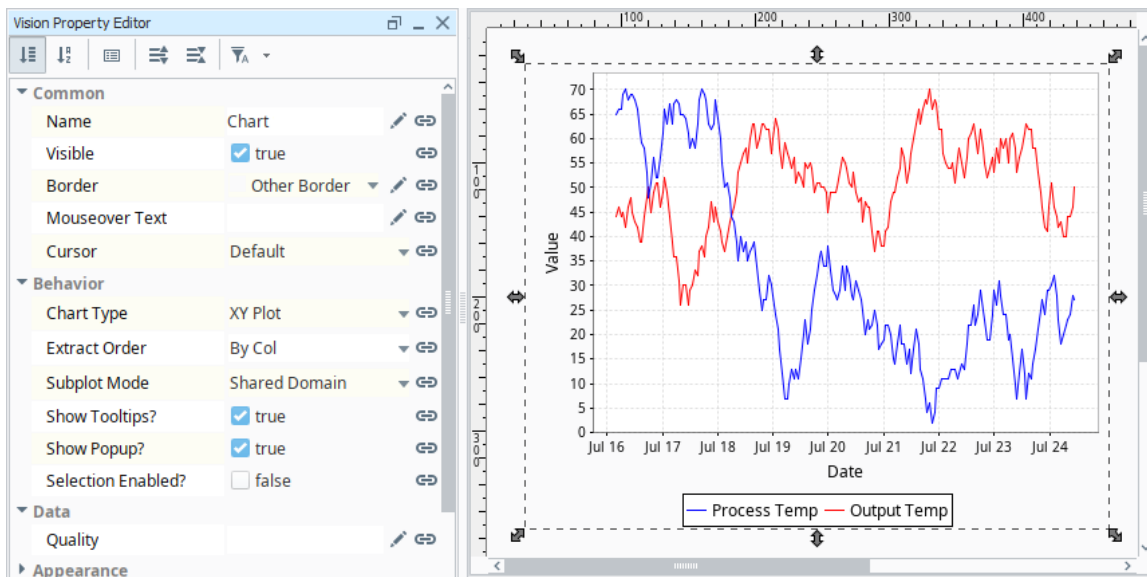 Vision Property Editor
Common
Name Chart
Visible true
Border Other Border
Mouseover Text
Cursor Default
Behavior
Chart Type XY Plot
Extract Order By Col
Subplot Mode Shared Domain
Show Tooltips? true
Show Popup? true
Selection Enabled? false
Data
Quality
Appearance
100 200 300 400
100
200
300
Value
70
65
60
55
50
45
40
35
30
25
20
15
10
5
0
Jul 16 Jul 17 Jul 18 Jul 19 Jul 20 Jul 21 Jul 22 Jul 23 Jul 24
Date
Process Temp Output Temp